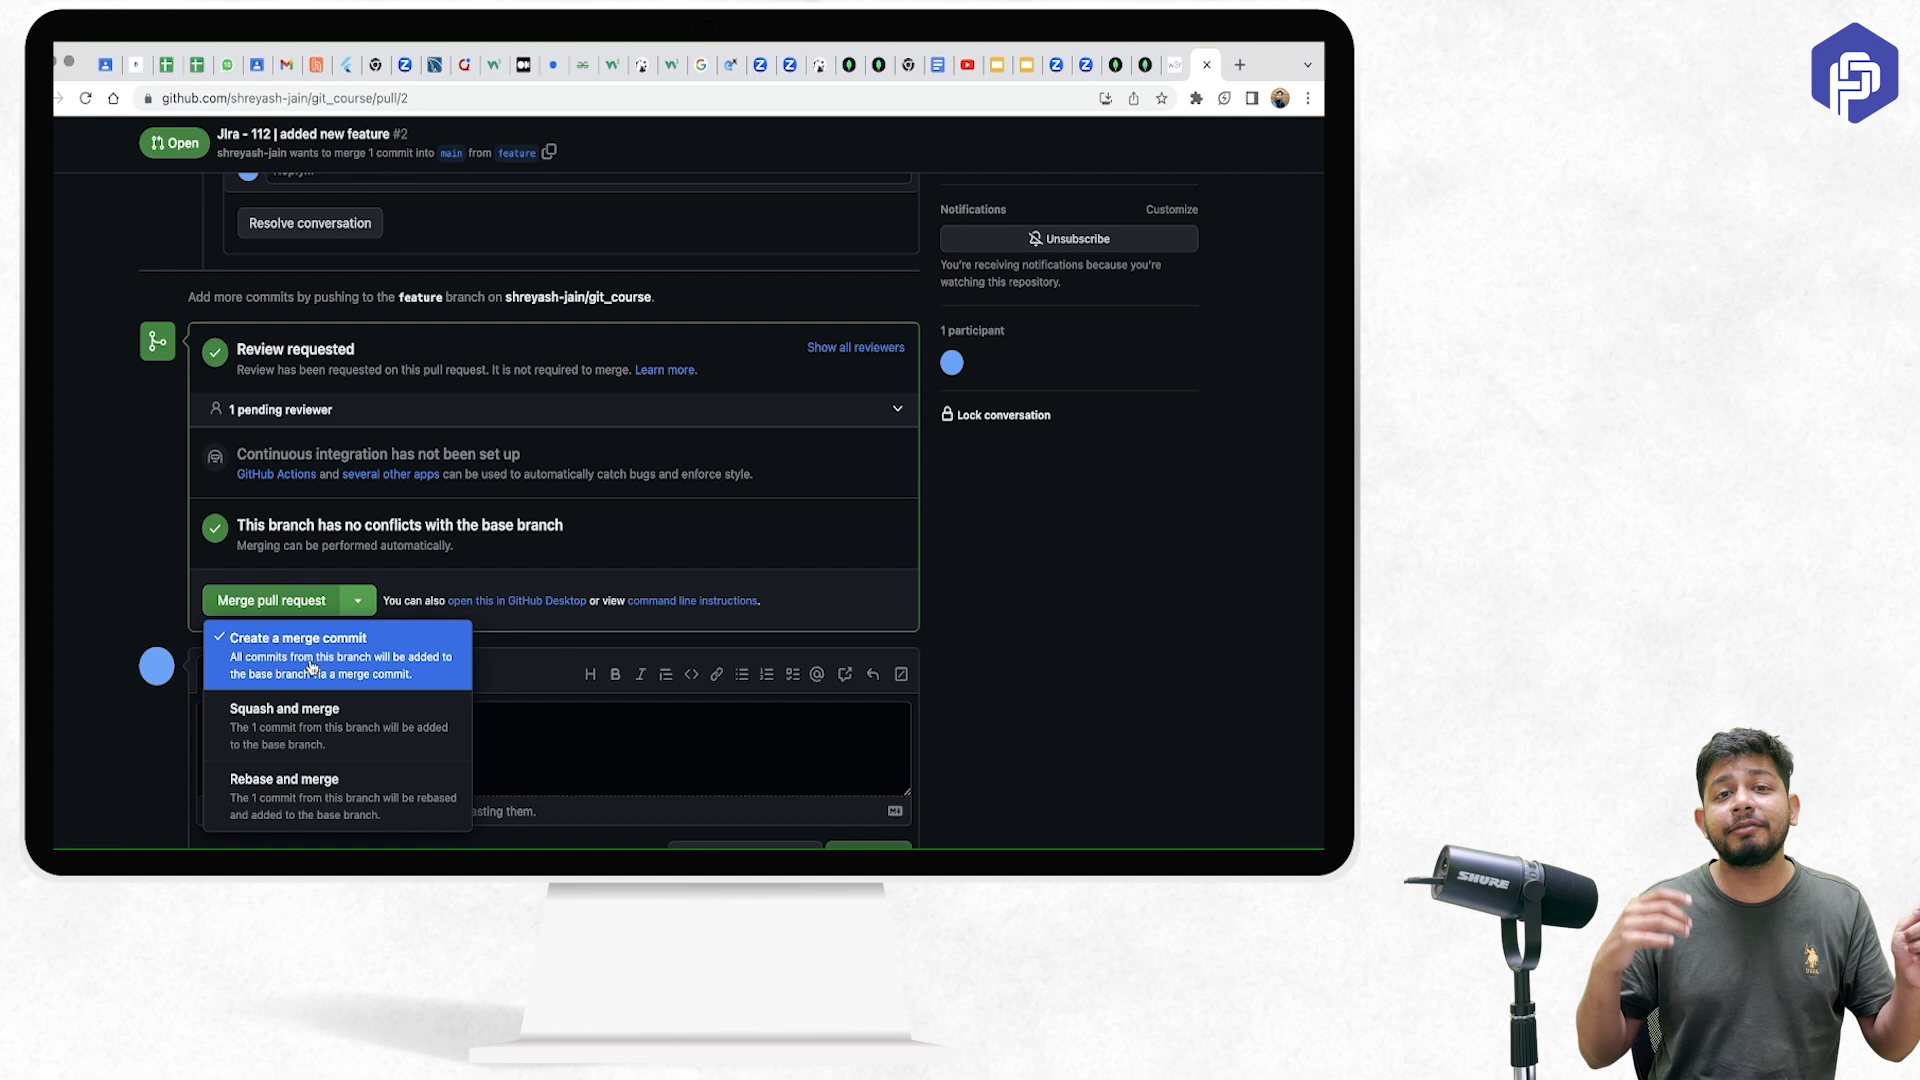 github.com/shreyash-jain/git_course/pull/2
Open
JIra - 112 | added new feature #2
shreyash-jain wants to merge 1 commit into main from feature
Resolve conversation
Notifications
Customize
Unsubscribe
You're receiving notifications because you're
watching this repository.
Add more commits by pushing to the feature branch on shreyash-jain/git_course.
1 participant
Review requested
Show all reviewers
Review has been requested on this pull request. It is not required to merge. Learn more.
1 pending reviewer
Lock conversation
Continuous integration has not been set up
GitHub Actions and several other apps can be used to automatically catch bugs and enforce style.
This branch has no conflicts with the base branch
Merging can be performed automatically.
Merge pull request
You can also open this in GitHub Desktop or view command line instructions.
Create a merge commit
All commits from this branch will be added to
the base branch via a merge commit.
Squash and merge
The 1 commit from this branch will be added
to the base branch.
Rebase and merge
The 1 commit from this branch will be rebased
and added to the base branch.
asting them.
SHURE